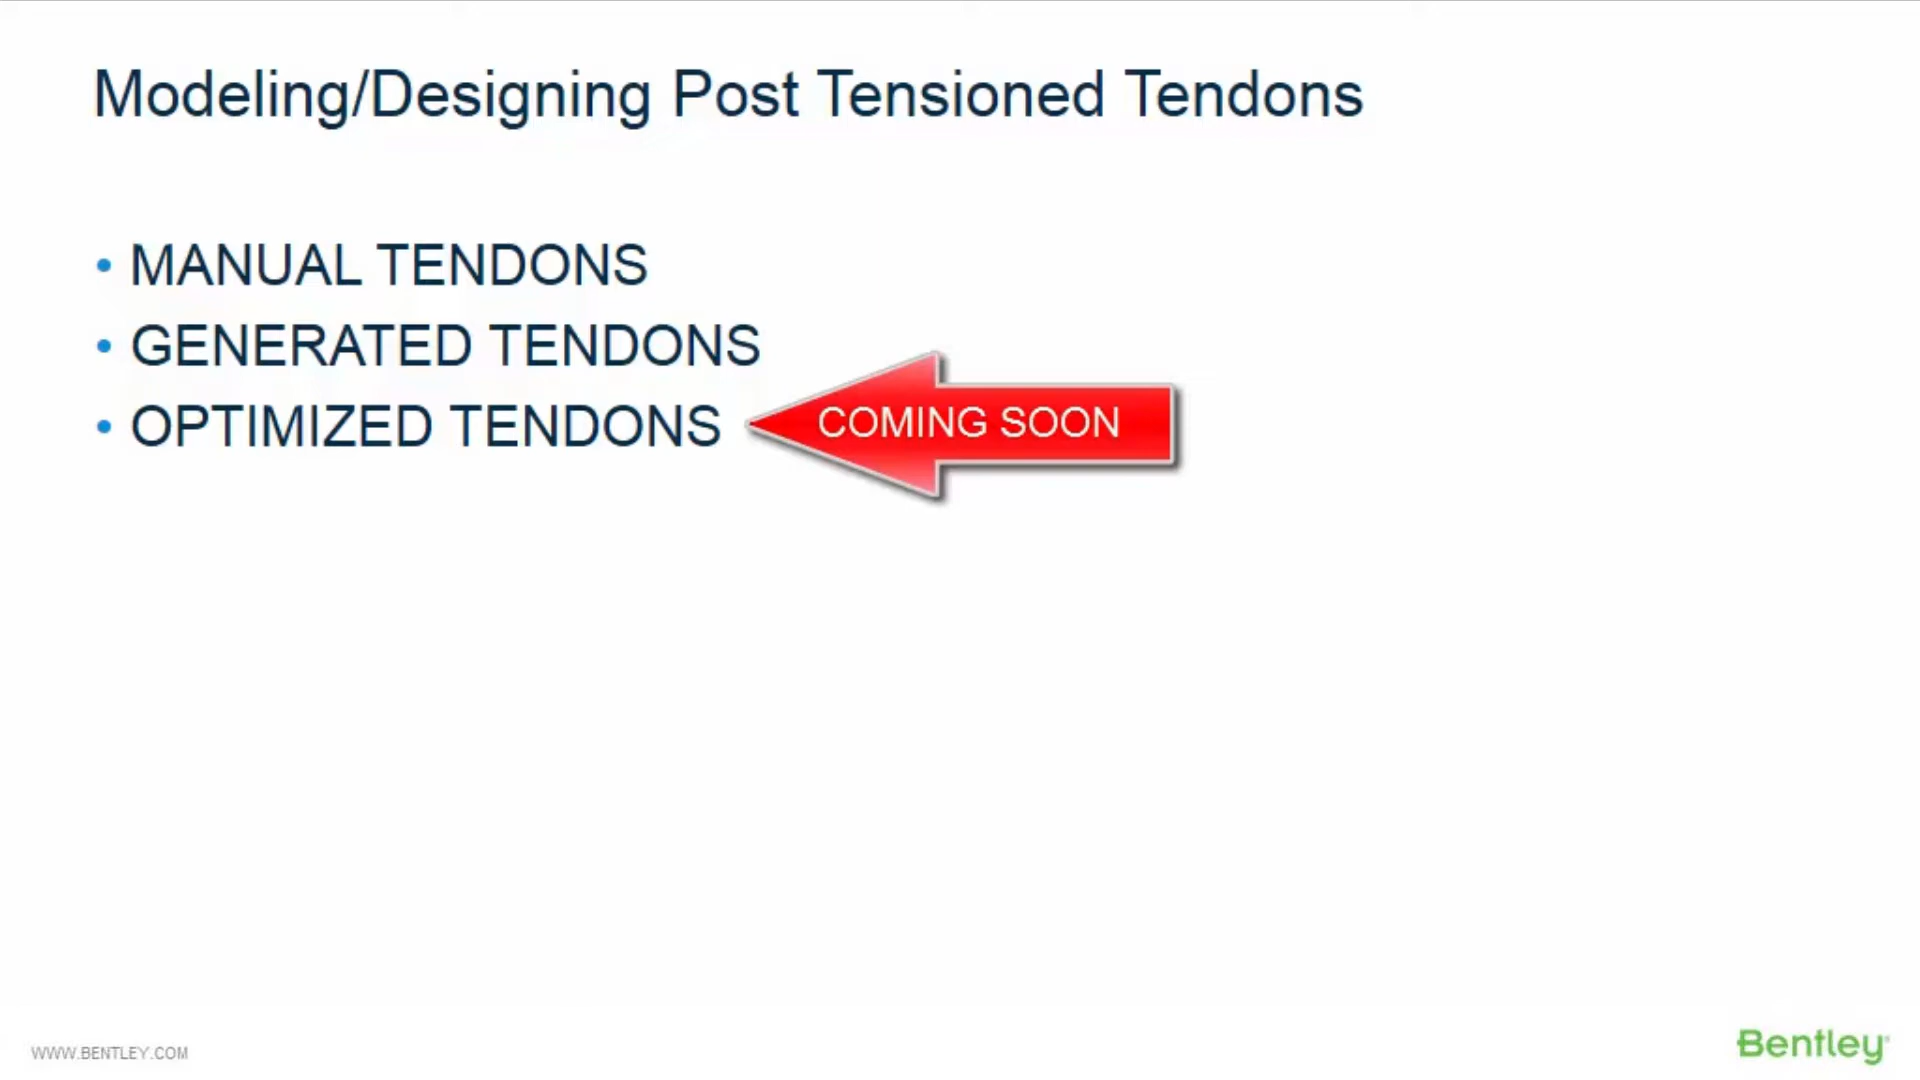 Modeling/Designing Post Tensioned Tendons
• MANUAL TENDONS
• GENERATED TENDONS
• OPTIMIZED TENDONS
COMING SOON
WWW.BENTLEY.COM
Bentley